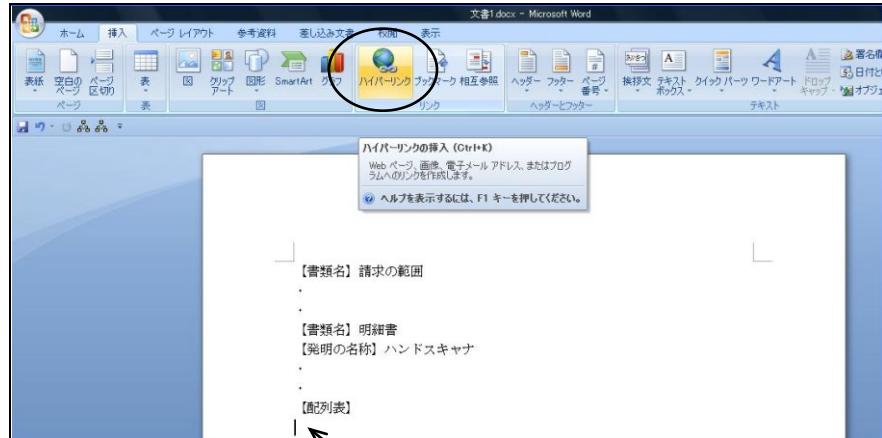 文書1.docx - Microsoft Word
ホーム 挿入 ページ レイアウト 参考資料 差し込み文書 校閲 表示
表紙 空白の ページ 表 図 クリップ 図形 SmartArt グラフ ハイパーリンク ブックマーク 相互参照 ヘッダー フッター ページ 挨拶文 テキスト クイック パーツ ワードアート ドロップ
ページ 区切り アート 番号 ボックス キャップ
署名欄
日付と
オブジェ
ページ 表 図 リンク ヘッダーとフッター テキスト
ハイパーリンクの挿入 (Ctrl+K)
Web ページ、画像、電子メール アドレス、またはプログ
ラムへのリンクを作成します。
ヘルプを表示するには、F1 キーを押してください。
【書類名】請求の範囲
・
・
【書類名】明細書
【発明の名称】ハンドスキャナ
・
・
【配列表】